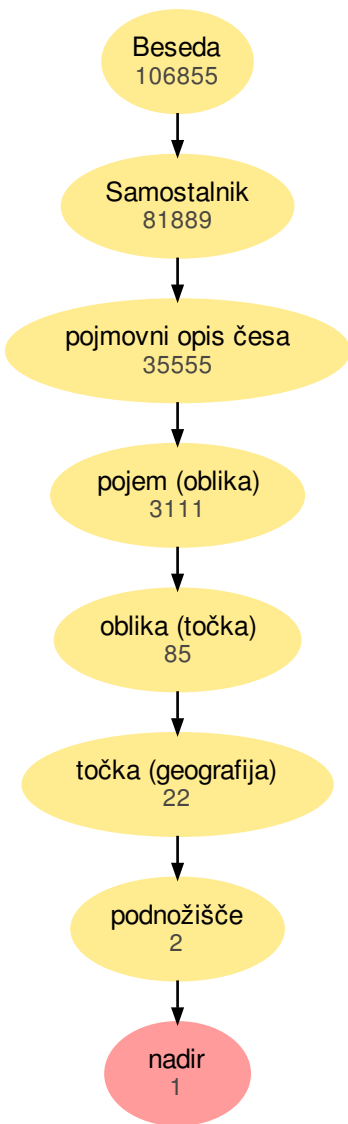 Beseda
106855
Samostalnik
81889
pojmovni opis česa
35555
pojem (oblika)
3111
oblika (točka)
85
točka (geografija)
22
podnožišče
2
nadir
1